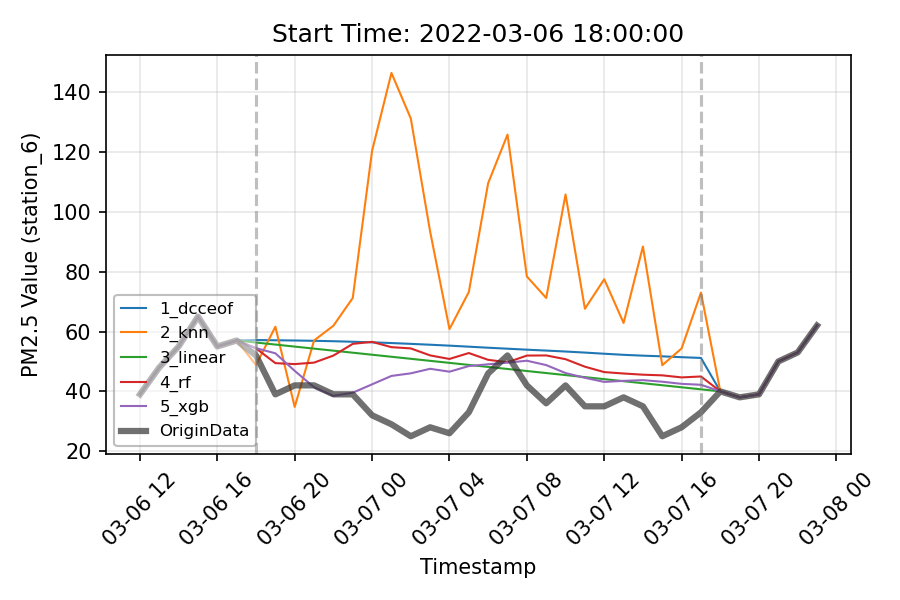 Start Time: 2022-03-06 18:00:00
PM2.5 Value (station_6)
140
120
100
80
60
40
20
1_dcceof
2_knn
3_linear
4_rf
5_xgb
OriginData
03-06 12
03-06 16
03-06 20
03-07 00
03-07 04
03-07 08
03-07 12
03-07 16
03-07 20
03-08 00
Timestamp